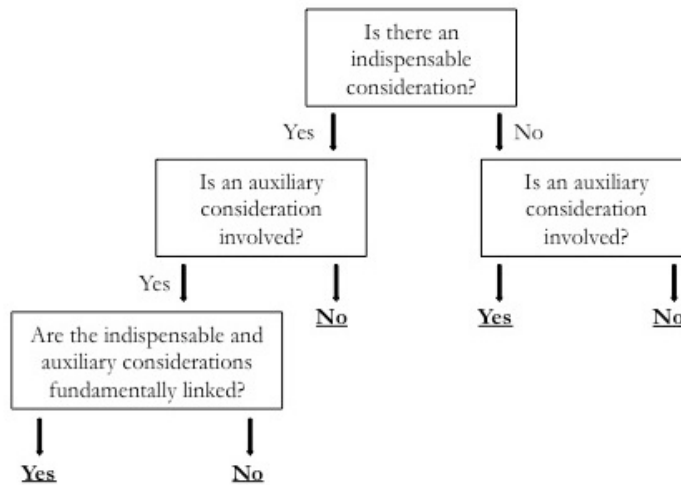 Is there an
indispensable
consideration?
Yes
No
Is an auxiliary
consideration
involved?
Is an auxiliary
consideration
involved?
Yes
No
Yes
No
Are the indispensable and
auxiliary considerations
fundamentally linked?
Yes
No